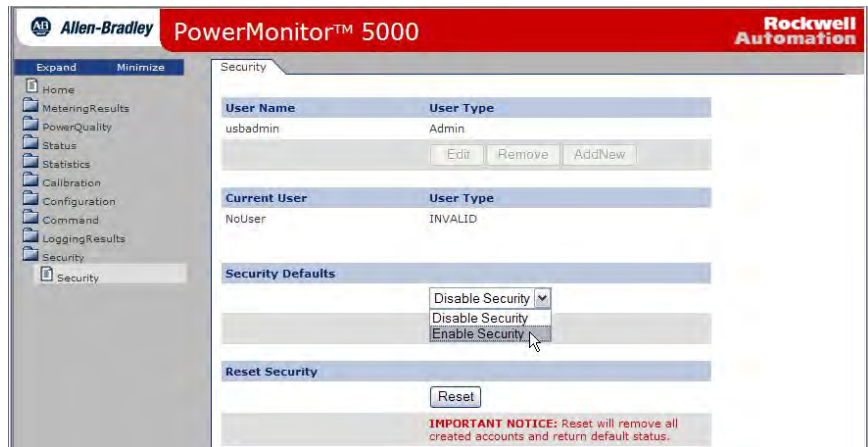 AB Allen-Bradley
PowerMonitor™ 5000
Rockwell
Automation
Expand Minimize
Home
MeteringResults
PowerQuality
Status
Statistics
Calibration
Configuration
Command
LoggingResults
Security
Security
Security
User Name User Type
usbadmin Admin
Edit Remove AddNew
Current User User Type
NoUser INVALID
Security Defaults
Disable Security
Disable Security
Enable Security
Reset Security
Reset
IMPORTANT NOTICE: Reset will remove all
created accounts and return default status.